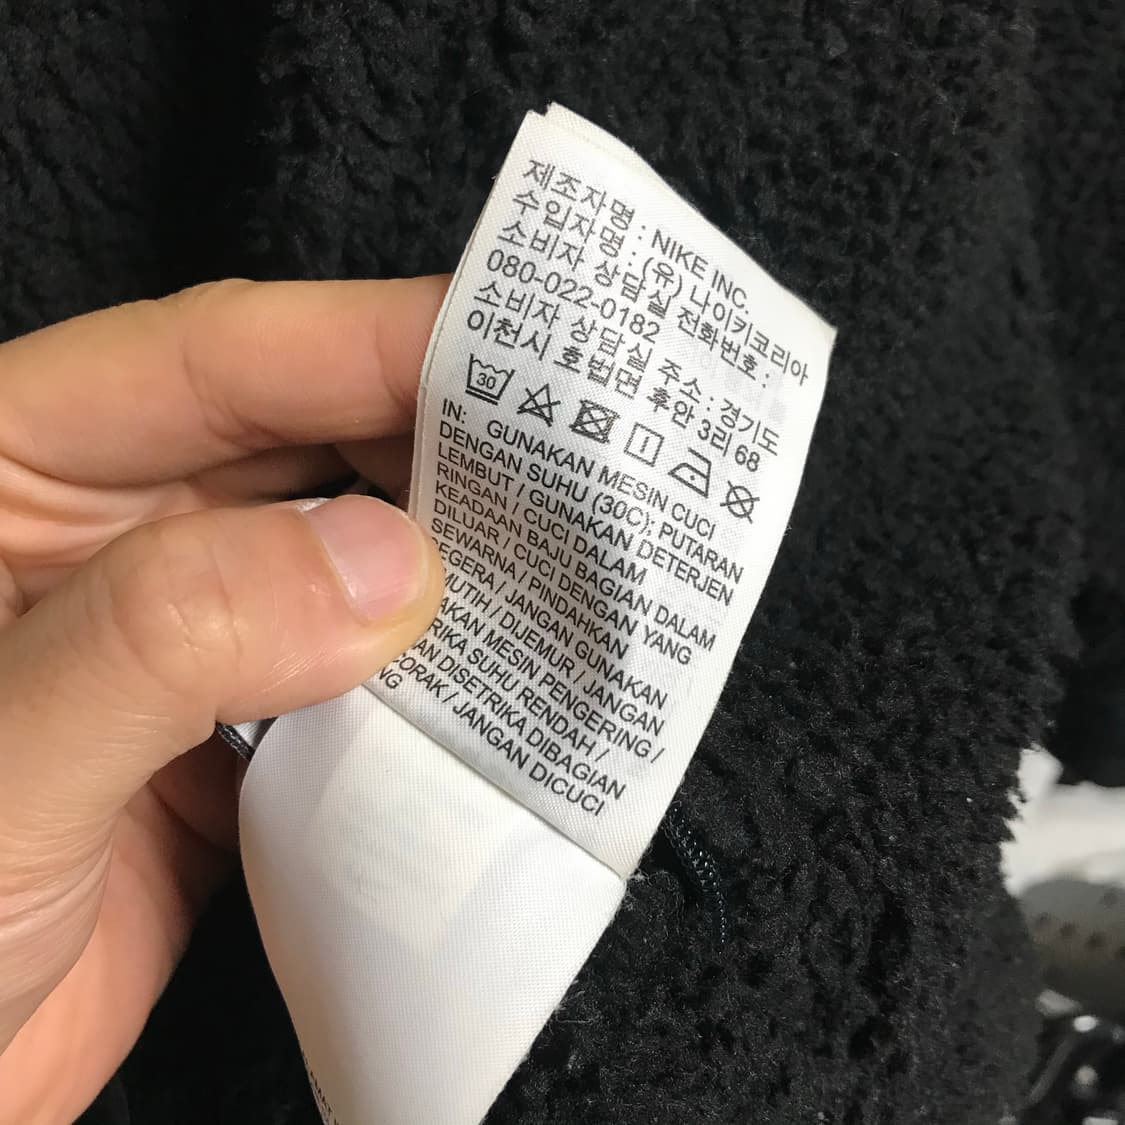 제조자명 : NIKE INC.
수입자명 : (유) 나이키코리아
소비자 상담실 전화번호 :
080-022-0182
소비자 상담실 주소 : 경기도
이천시 호법면 후안 3리 68
30
IN: GUNAKAN MESIN CUCI
DENGAN SUHU (30C); PUTARAN
LEMBUT / GUNAKAN DETERJEN
RINGAN / CUCI DALAM
KEADAAN BAJU BAGIAN DALAM
DILUAR / CUCI DENGAN YANG
SEWARNA / PINDAHKAN
/ JANGAN GUNAKAN
/ DIJEMUR / JANGAN
MESIN PENGERING /
SUHU RENDAH /
DISETRIKA DIBAGIAN
/ JANGAN DICUCI